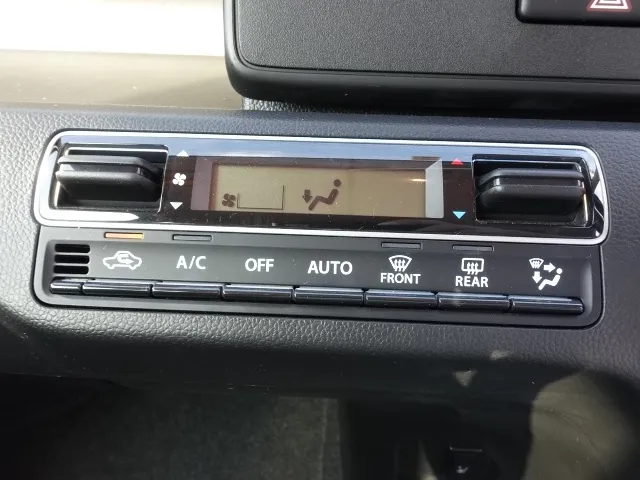 A/C OFF AUTO FRONT REAR